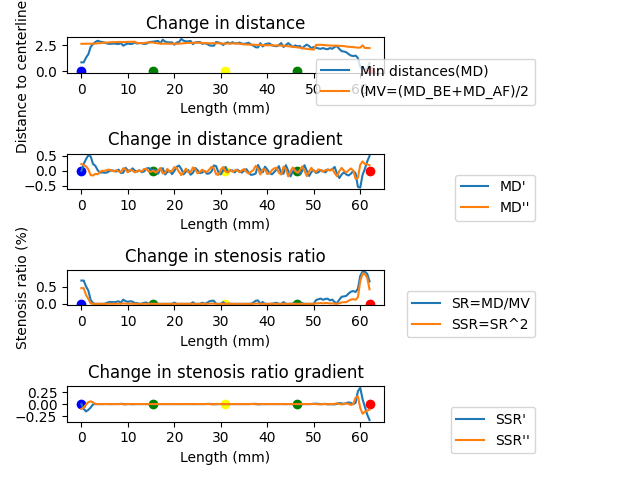 Change in distance
Distance to centerline
2.5
0.0
0 10 20 30 40 50 60
Length (mm)
Min distances(MD)
(MV=(MD_BE+MD_AF)/2
Change in distance gradient
0.5
0.0
−0.5
0 10 20 30 40 50 60
Length (mm)
MD'
MD''
Change in stenosis ratio
Stenosis ratio (%)
0.5
0.0
0 10 20 30 40 50 60
Length (mm)
SR=MD/MV
SSR=SR^2
Change in stenosis ratio gradient
0.25
0.00
−0.25
0 10 20 30 40 50 60
Length (mm)
SSR'
SSR''